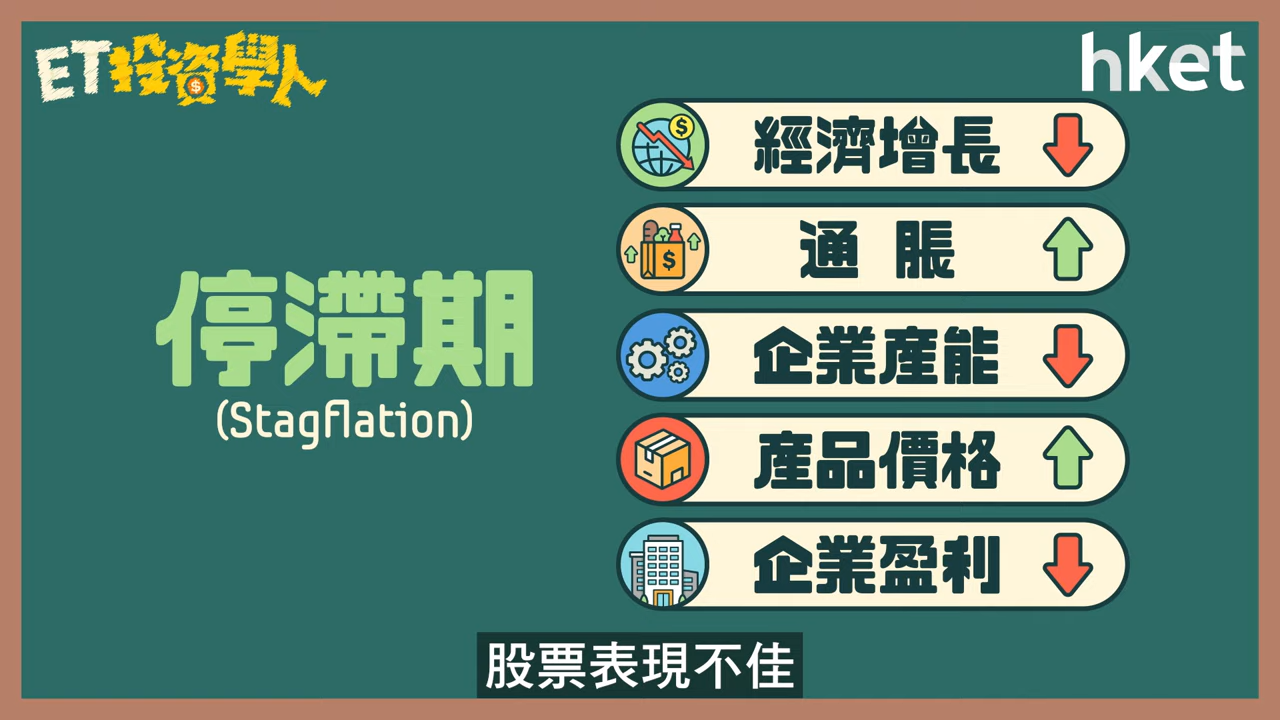 ET投資學人
hket
經濟增長
通脹
企業產能
產品價格
企業盈利
停滯期
(Stagflation)
股票表現不佳